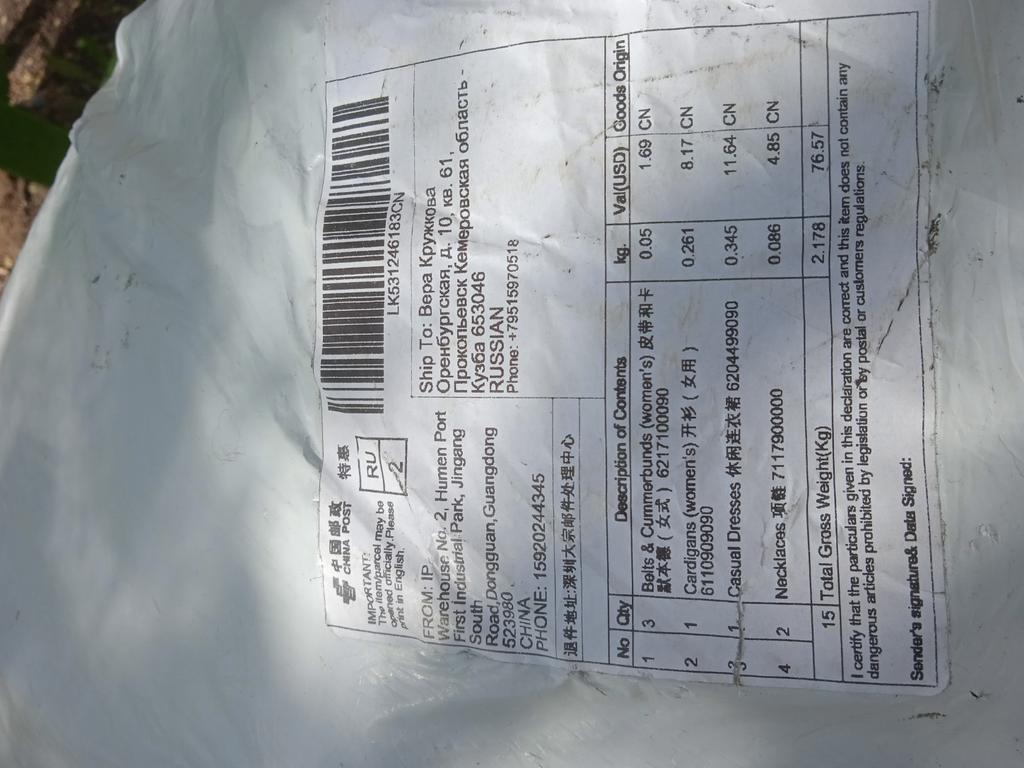 中国邮政 特惠
CHINA POST
IMPORTANT:
The item/parcel may be
opened officially. Please
print in English.
RU
2
LK531246183CN
FROM: IP
Warehouse No. 2, Humen Port
First Industrial Park, Jingang
South
Road,Dongguan,Guangdong
523980
CHINA
PHONE: 15920244345
Ship To: Вера Кружкова
Оренбургская, д. 10, кв. 61,
Прокопьевск Кемеровская область -
Кузба 653046
RUSSIAN
Phone: +79515970518
退件地址:深圳大宗邮件处理中心
No Qty Description of Contents kg. Val(USD) Goods Origin
1 3 Belts & Cummerbunds (women's) 皮带和卡 0.05 1.69 CN
默本德（女式）6217100090
2 1 Cardigans (women's) 开衫（女用） 0.261 8.17 CN
6110909090
3 1 Casual Dresses 休闲连衣裙 6204499090 0.345 11.64 CN
4 2 Necklaces 项链 7117900000 0.086 4.85 CN
15 Total Gross Weight(Kg) 2.178 76.57
I certify that the particulars given in this declaration are correct and this item does not contain any
dangerous articles prohibited by legislation or by postal or customers regulations.
Sender's signature& Data Signed: